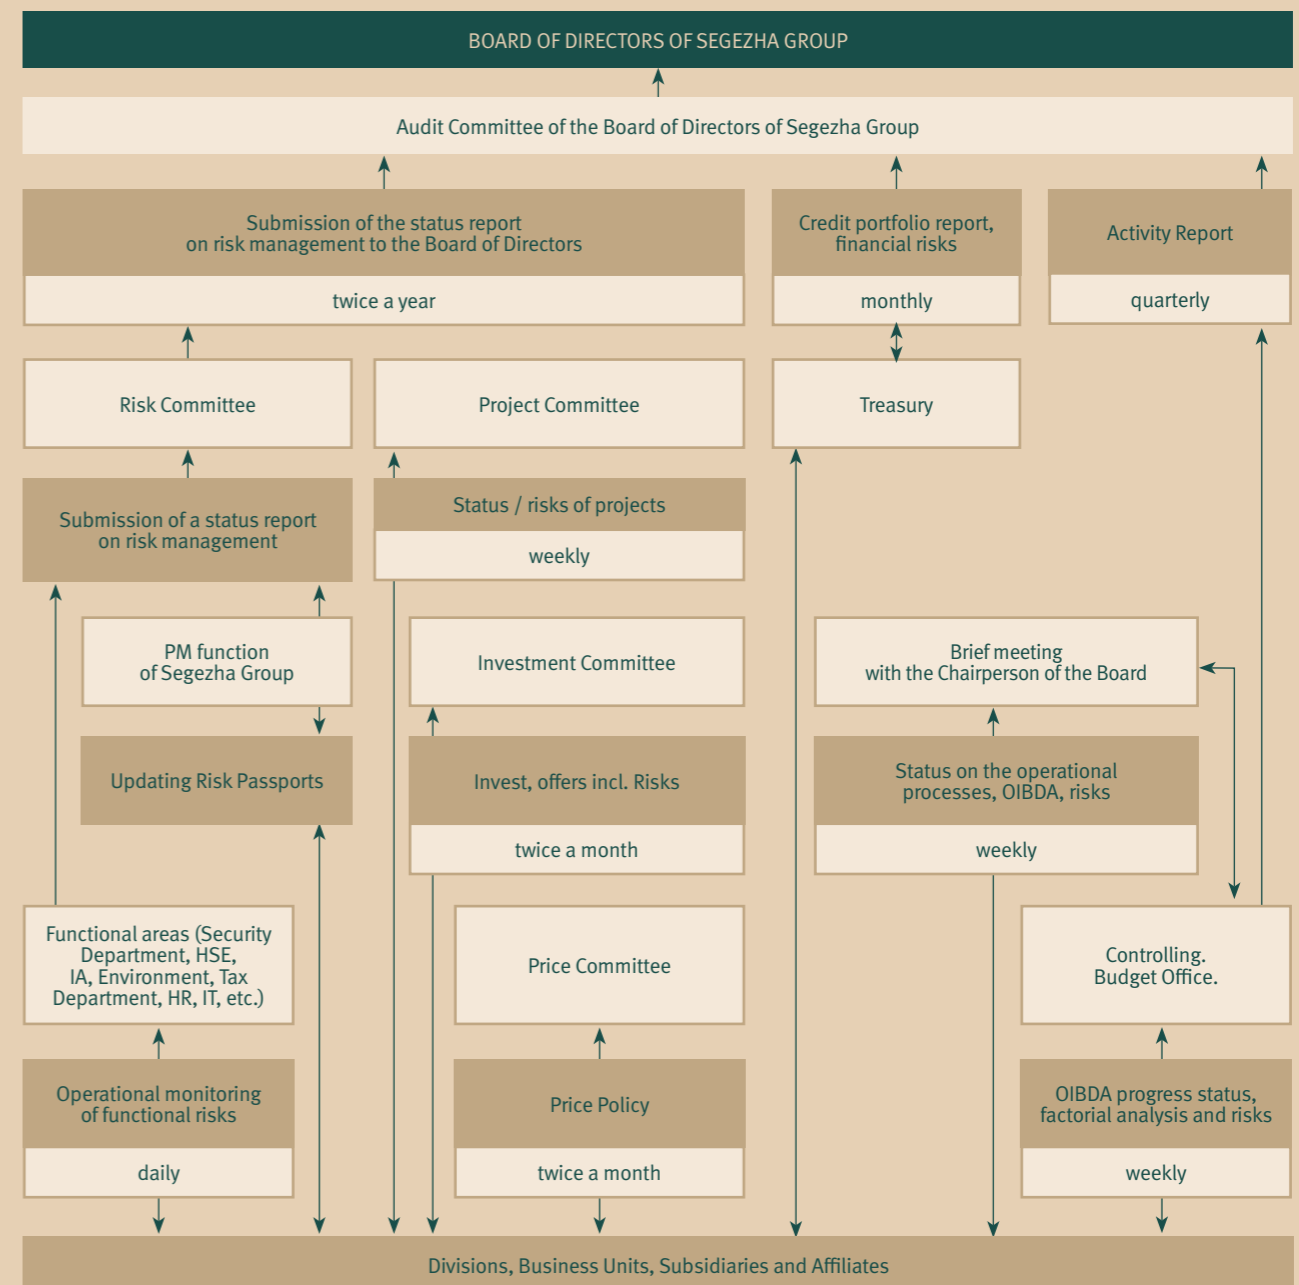 BOARD OF DIRECTORS OF SEGEZHA GROUP
Audit Committee of the Board of Directors of Segezha Group
Submission of the status report
on risk management to the Board of Directors
twice a year
Credit portfolio report,
financial risks
monthly
Activity Report
quarterly
Risk Committee
Project Committee
Treasury
Submission of a status report
on risk management
Status / risks of projects
weekly
PM function
of Segezha Group
Investment Committee
Brief meeting
with the Chairperson of the Board
Updating Risk Passports
Invest, offers incl. Risks
twice a month
Status on the operational
processes, OIBDA, risks
weekly
Functional areas (Security
Department, HSE,
IA, Environment, Tax
Department, HR, IT, etc.)
Price Committee
Controlling.
Budget Office.
Operational monitoring
of functional risks
daily
Price Policy
twice a month
OIBDA progress status,
factorial analysis and risks
weekly
Divisions, Business Units, Subsidiaries and Affiliates